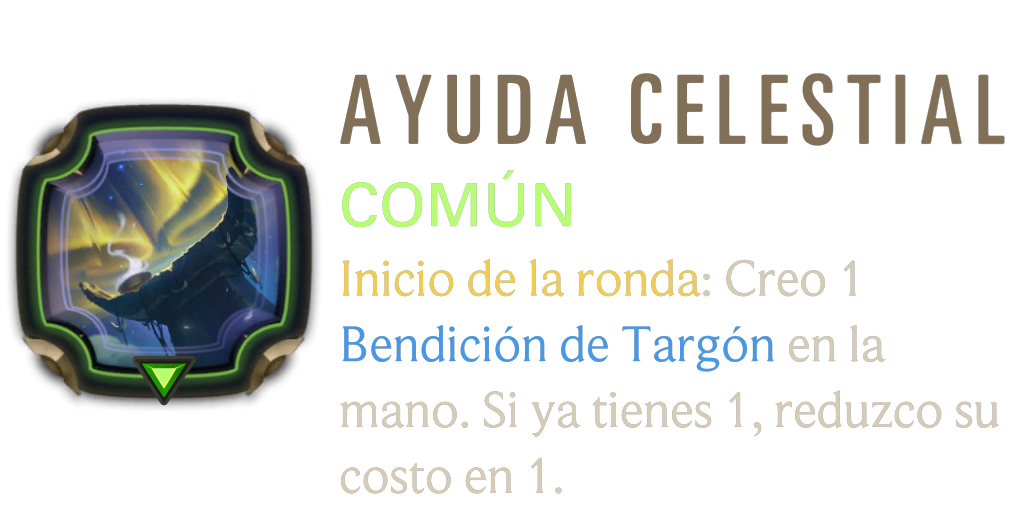 AYUDA CELESTIAL
COMÚN
Inicio de la ronda: Creo 1
Bendición de Targón en la
mano. Si ya tienes 1, reduzco su
costo en 1.